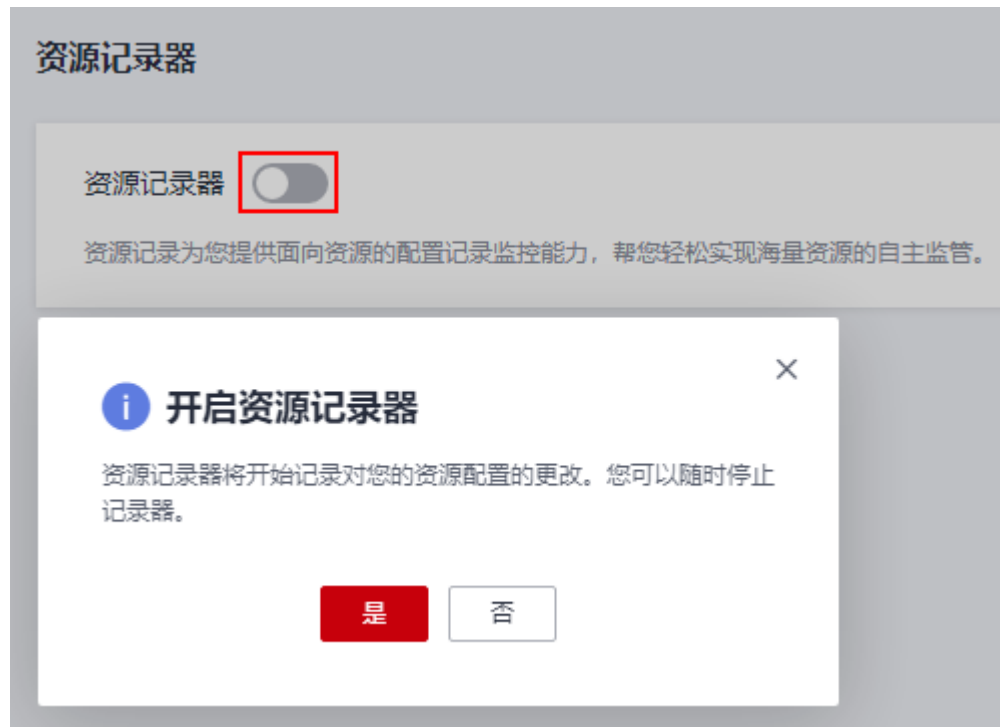 资源记录器
资源记录器
资源记录为您提供面向资源的配置记录监控能力，帮您轻松实现海量资源的自主监管。
开启资源记录器
资源记录器将开始记录对您的资源配置的更改。您可以随时停止
记录器。
是
否